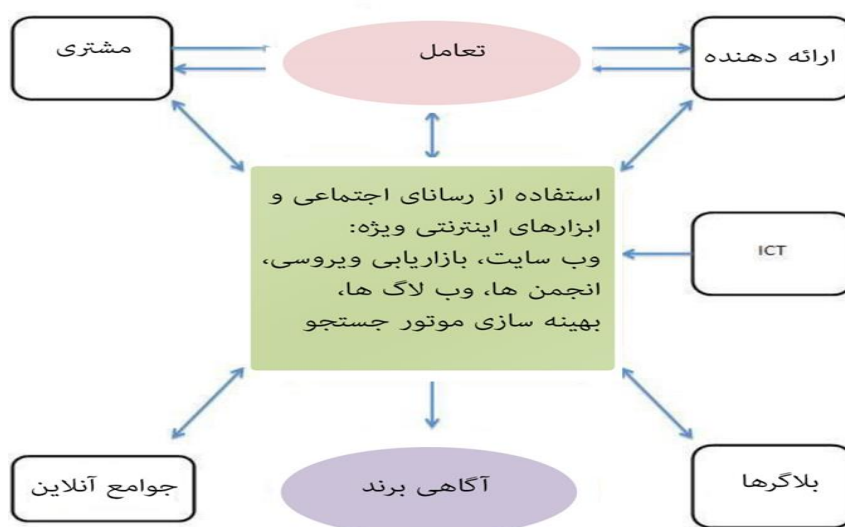 ارائه دهنده
تعامل
مشتری
استفاده از رسانای اجتماعی و
ابزارهای اینترنتی ویژه:
وب سایت، بازاریابی ویروسی،
انجمن ها، وب لاگ ها،
بهینه سازی موتور جستجو
ICT
بلاگرها
آگاهی برند
جوامع آنلاین